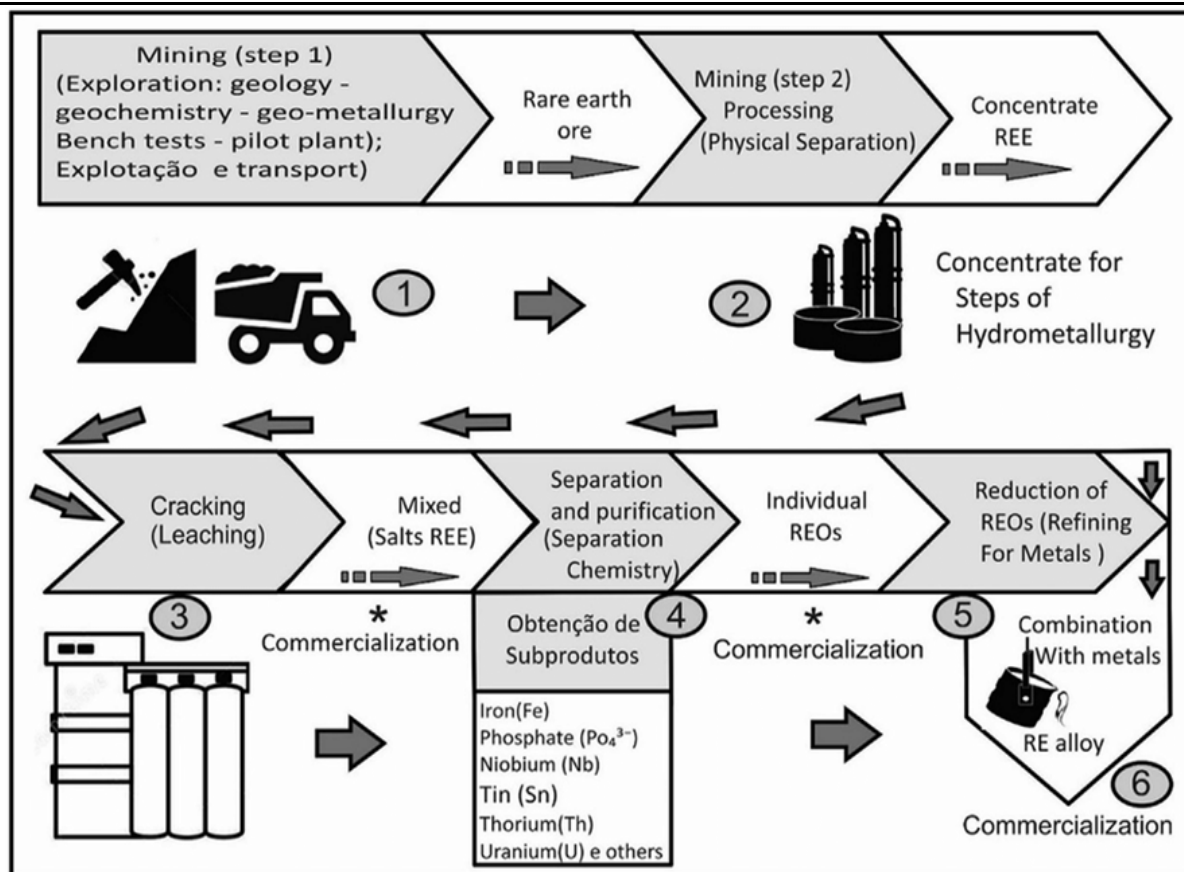 Mining (step 1)
(Exploration: geology -
geochemistry - geo-metallurgy
Bench tests - pilot plant);
Explotação e transport)
Rare earth
ore
Mining (step 2)
Processing
(Physical Separation)
Concentrate
REE
1
2
Concentrate for
Steps of
Hydrometallurgy
Cracking
(Leaching)
Mixed
(Salts REE)
Separation
and purification
(Separation
Chemistry)
Individual
REOs
Reduction of
REOs (Refining
For Metals )
3
*
Commercialization
4
Obtenção de
Subprodutos
Iron(Fe)
Phosphate (Po₄³⁻)
Niobium (Nb)
Tin (Sn)
Thorium(Th)
Uranium(U) e others
*
Commercialization
5
Combination
With metals
RE alloy
6
Commercialization